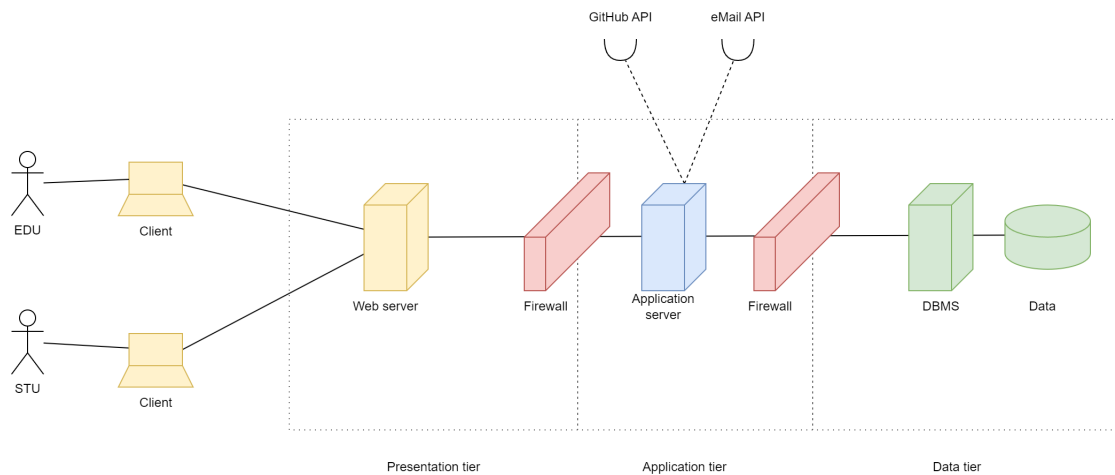 GitHub API
eMail API
EDU
Client
Web server
Firewall
Application
server
Firewall
DBMS
Data
STU
Client
Presentation tier
Application tier
Data tier